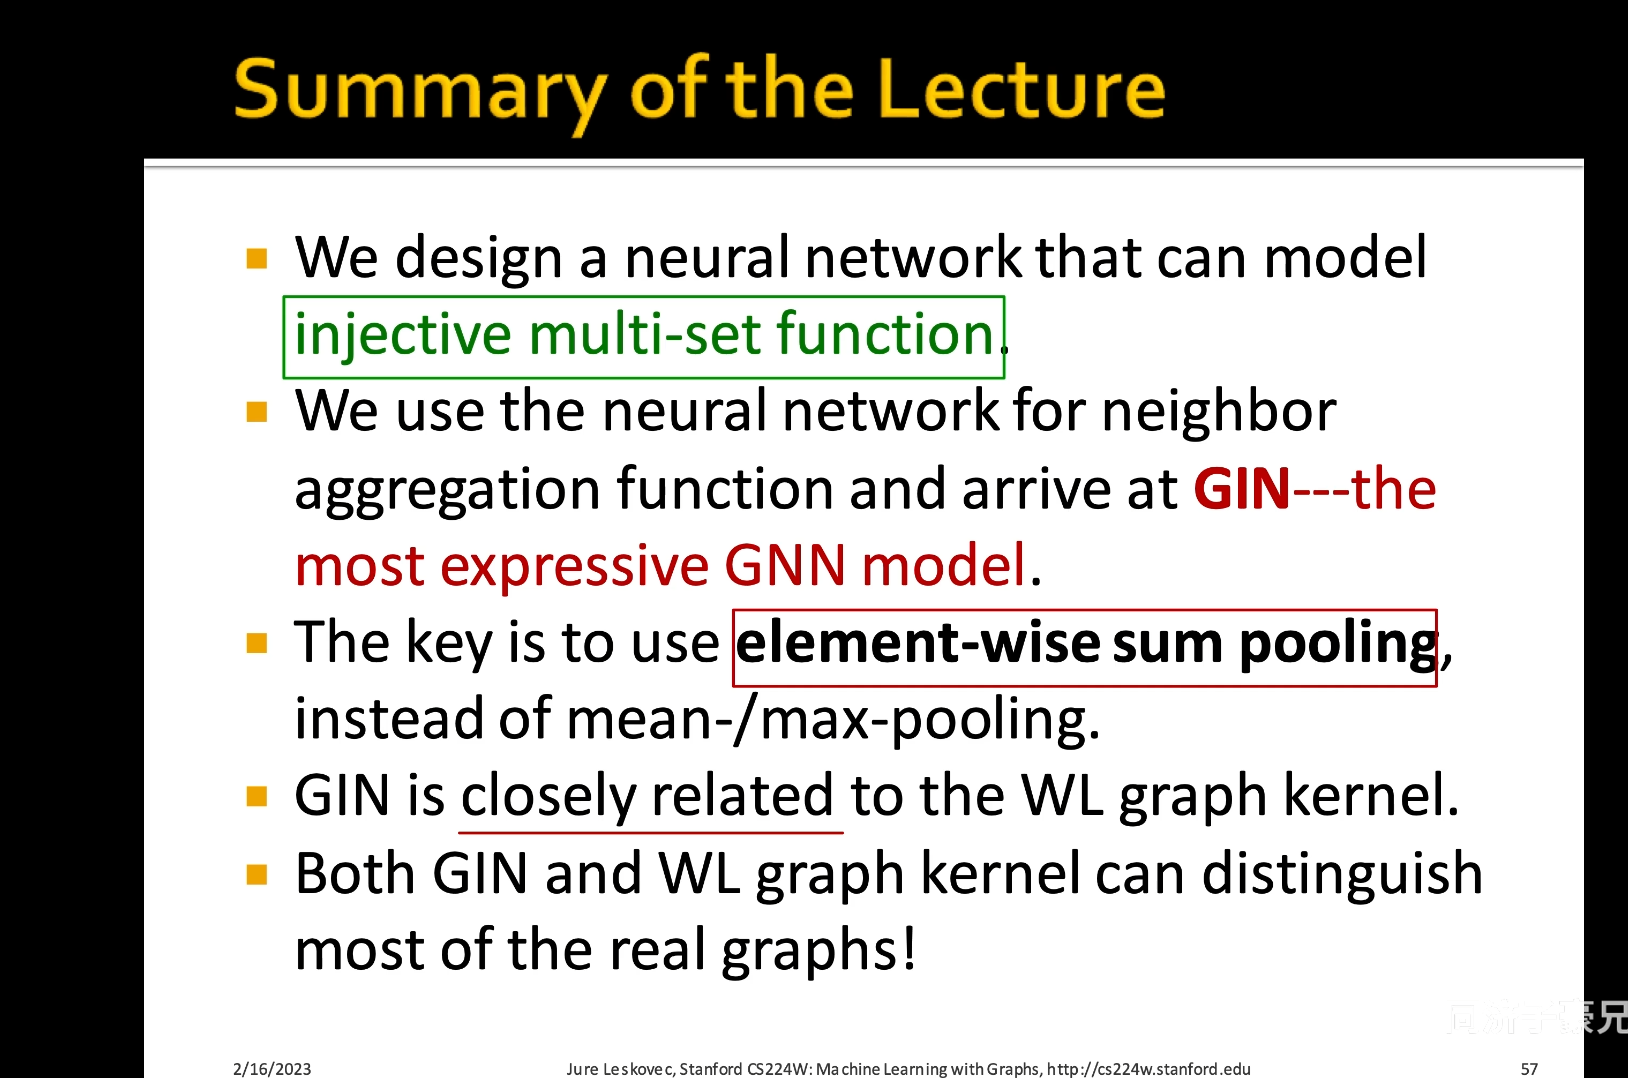 Summary of the Lecture
We design a neural network that can model
injective multi-set function.
We use the neural network for neighbor
aggregation function and arrive at GIN---the
most expressive GNN model.
The key is to use element-wise sum pooling,
instead of mean-/max-pooling.
GIN is closely related to the WL graph kernel.
Both GIN and WL graph kernel can distinguish
most of the real graphs!
2/16/2023
Jure Leskovec, Stanford CS224W: Machine Learning with Graphs, http://cs224w.stanford.edu
57